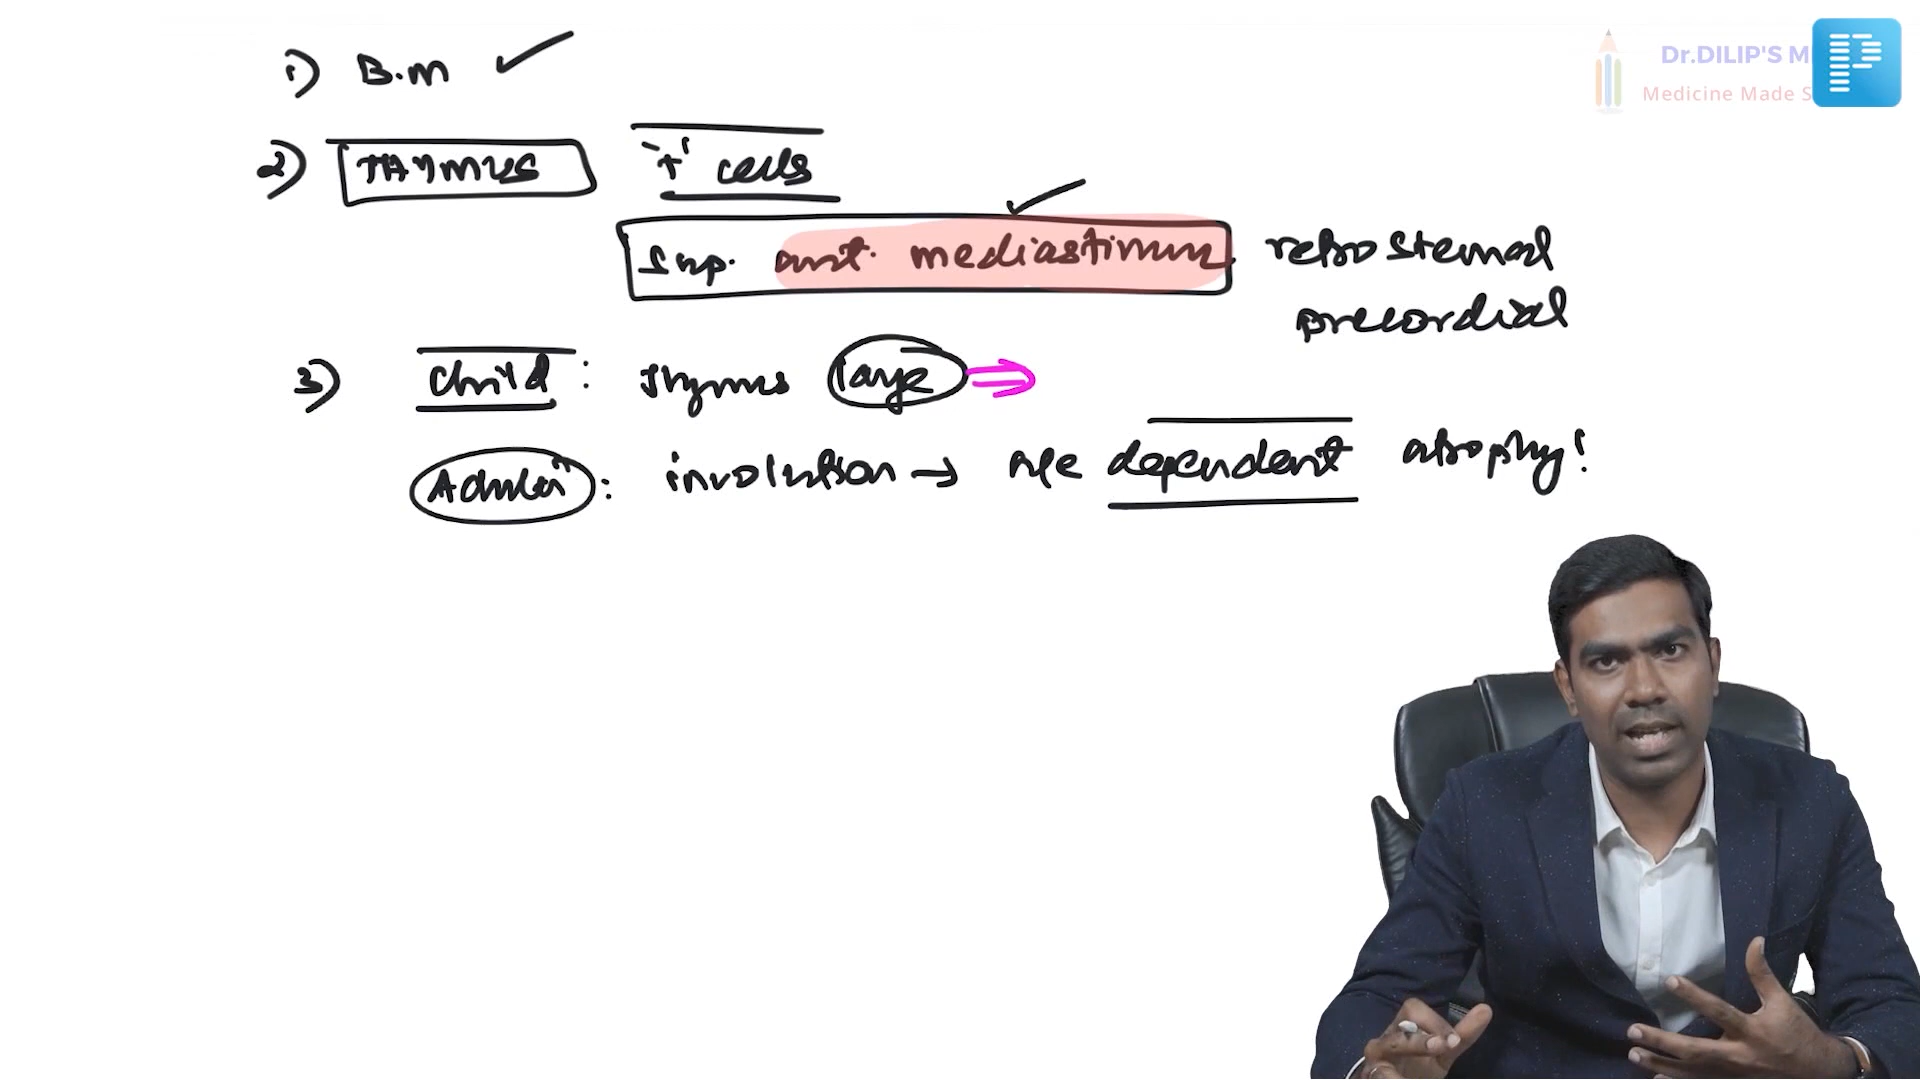 Dr.DILIP'S M
Medicine Made S
1) B.m
2) THYMUS 'T' cells
Sup. ant. mediastinum retrosternal
precordial
3) Child : thymus large
Adults : involution → age dependent atrophy!